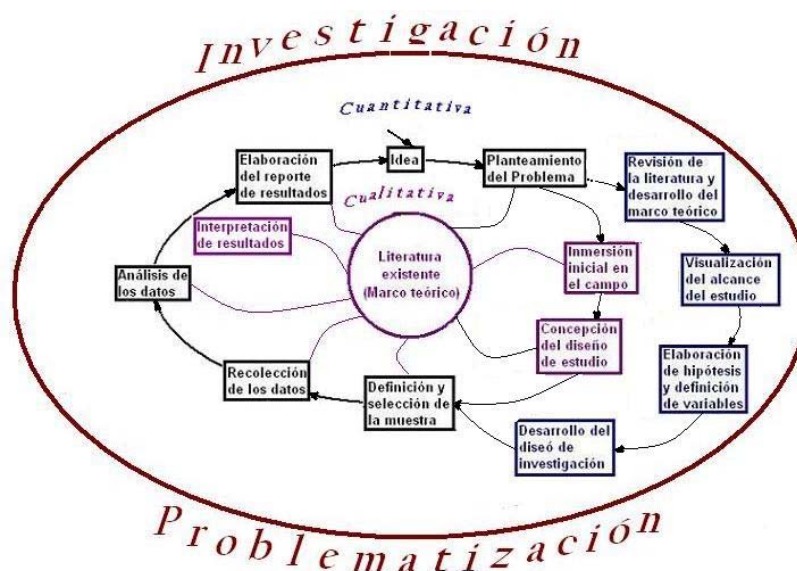 Investigación
Cuantitativa
Elaboración
del reporte
de resultados
Idea
Planteamiento
del Problema
Revisión de
la literatura y
desarrollo del
marco teórico
Cualitativa
Interpretación
de resultados
Literatura
existente
(Marco teórico)
Inmersión
inicial en
el campo
Visualización
del alcance
del estudio
Análisis de
los datos
Concepción
del diseño
de estudio
Elaboración
de hipótesis
y definición
de variables
Recolección
de los datos
Definición y
selección de
la muestra
Desarrollo del
diseó de
investigación
Problematización